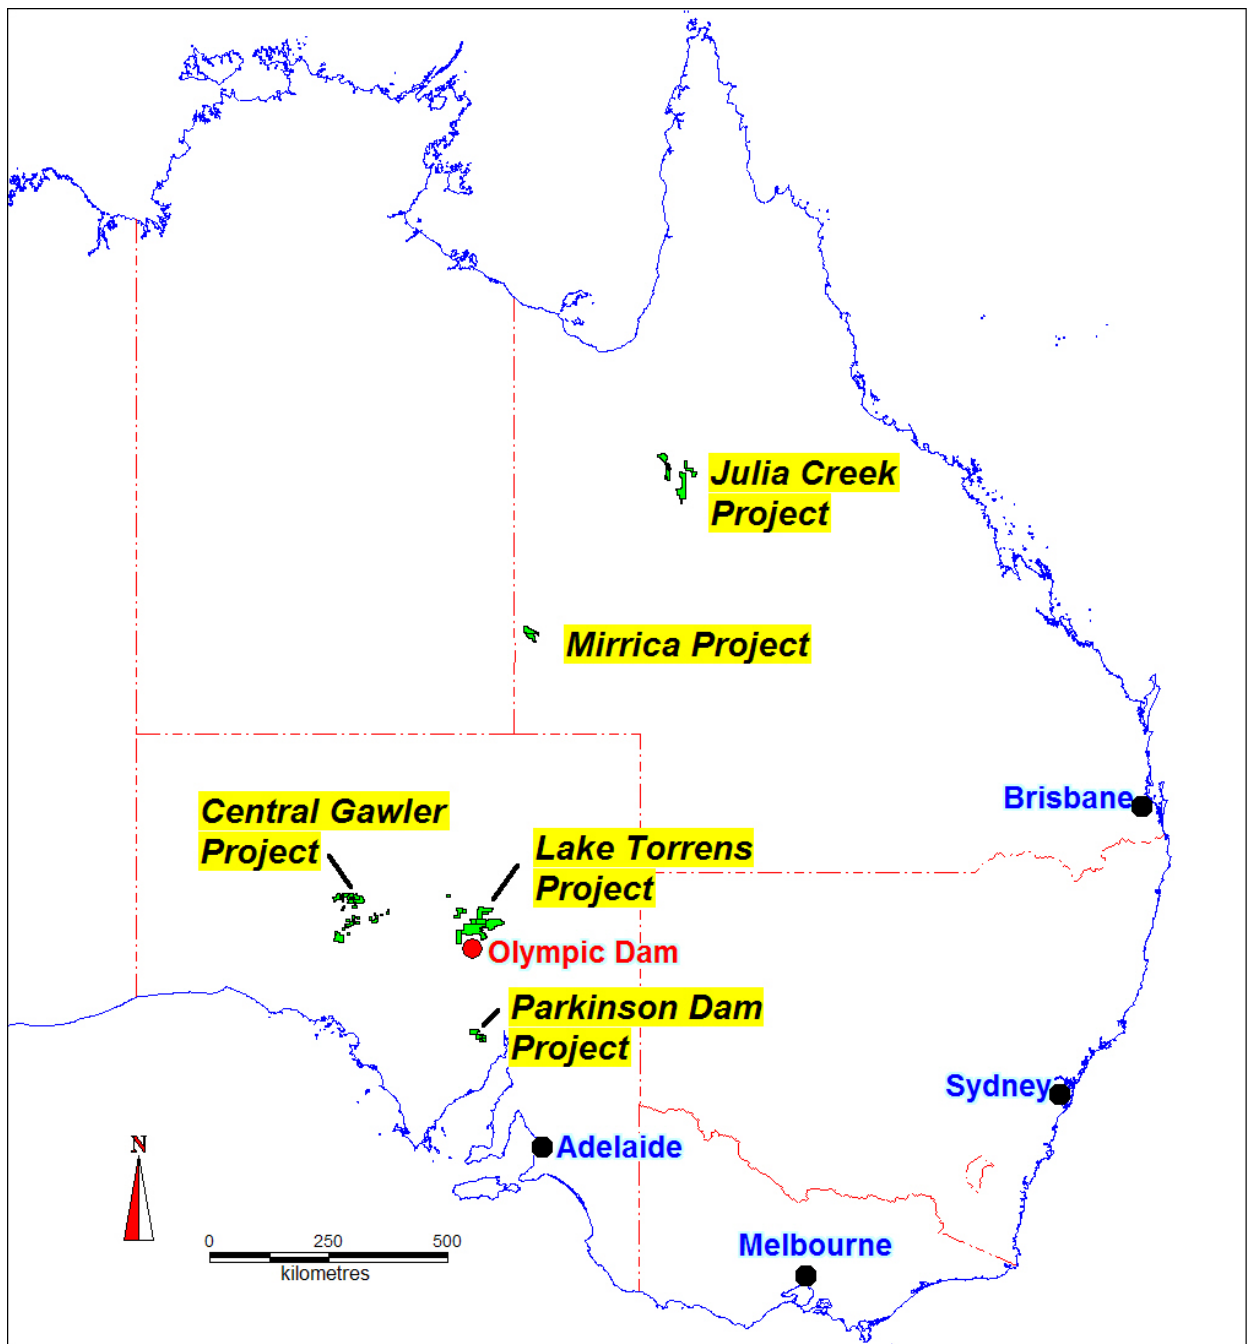 Julia Creek
Project
Mirrica Project
Brisbane
Central Gawler
Project
Lake Torrens
Project
Olympic Dam
Parkinson Dam
Project
Sydney
Adelaide
N
0 250 500
kilometres
Melbourne